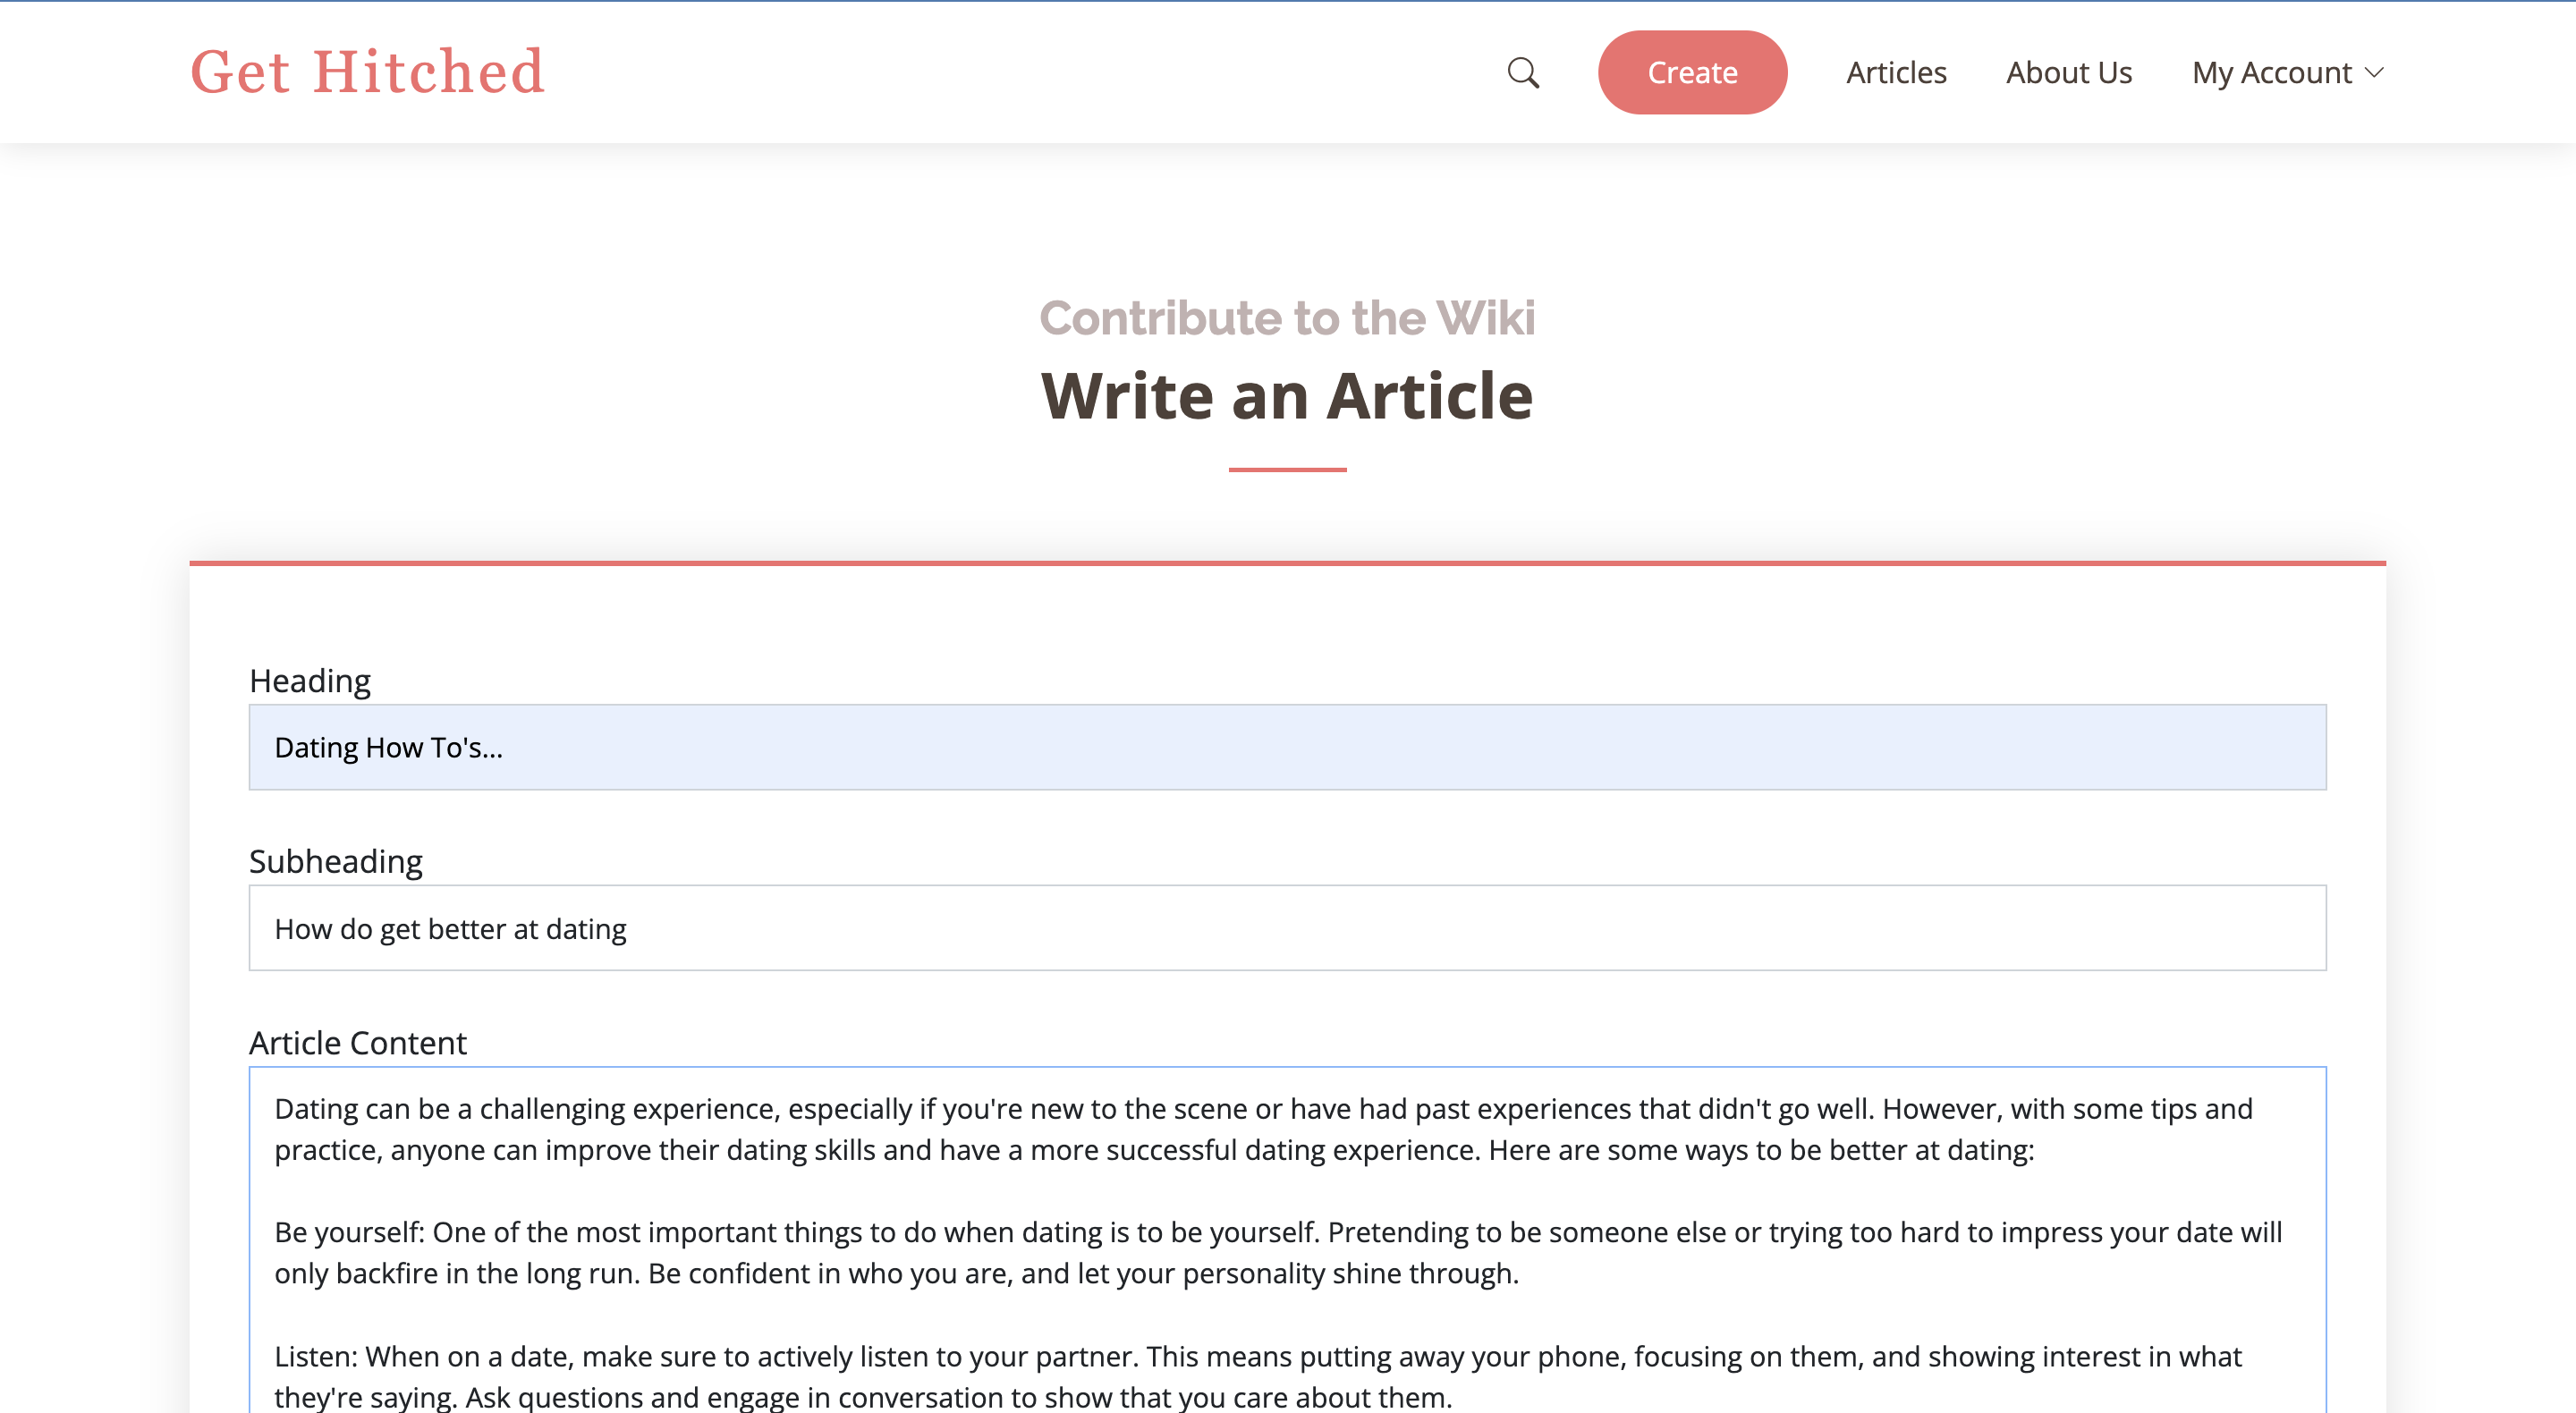 Get Hitched
Create
Articles
About Us
My Account
Contribute to the Wiki
Write an Article
Heading
Dating How To's...
Subheading
How do get better at dating
Article Content
Dating can be a challenging experience, especially if you're new to the scene or have had past experiences that didn't go well. However, with some tips and
practice, anyone can improve their dating skills and have a more successful dating experience. Here are some ways to be better at dating:
Be yourself: One of the most important things to do when dating is to be yourself. Pretending to be someone else or trying too hard to impress your date will
only backfire in the long run. Be confident in who you are, and let your personality shine through.
Listen: When on a date, make sure to actively listen to your partner. This means putting away your phone, focusing on them, and showing interest in what
they're saying. Ask questions and engage in conversation to show that you care about them.